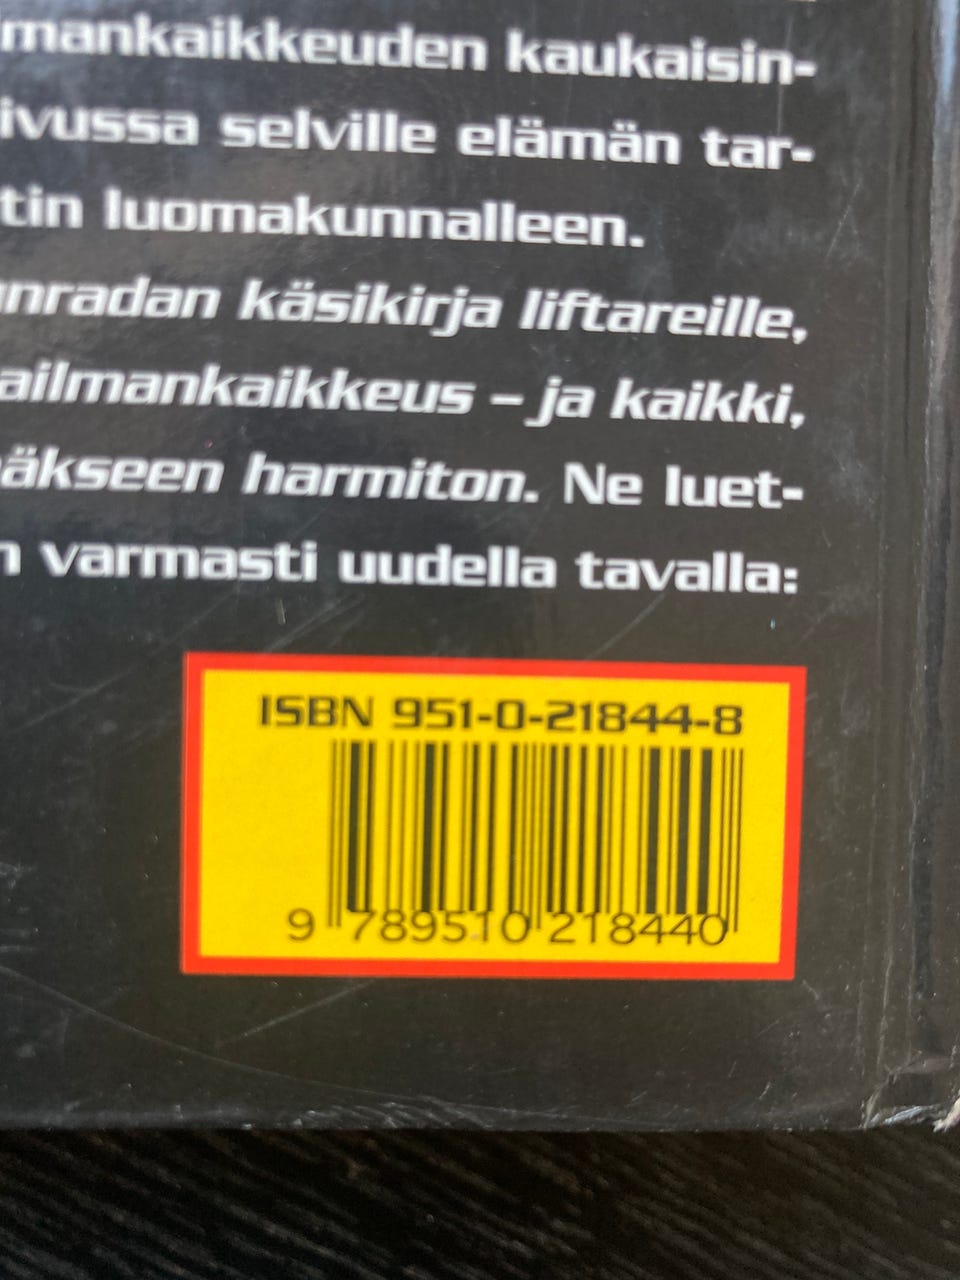 lmankaikkeuden kaukaisin-
ivussa selville elämän tar-
tin luomakunnalleen.
nradan käsikirja liftareille,
ailmankaikkeus – ja kaikki,
äkseen harmiton. Ne luet-
n varmasti uudella tavalla:
ISBN 951-0-21844-8
9 789510 218440